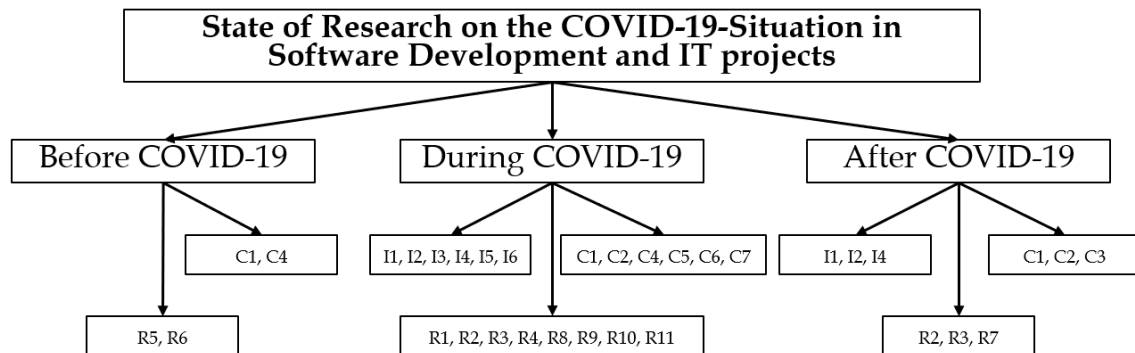 State of Research on the COVID-19-Situation in
Software Development and IT projects
Before COVID-19
During COVID-19
After COVID-19
C1, C4
I1, I2, I3, I4, I5, I6
C1, C2, C4, C5, C6, C7
I1, I2, I4
C1, C2, C3
R5, R6
R1, R2, R3, R4, R8, R9, R10, R11
R2, R3, R7